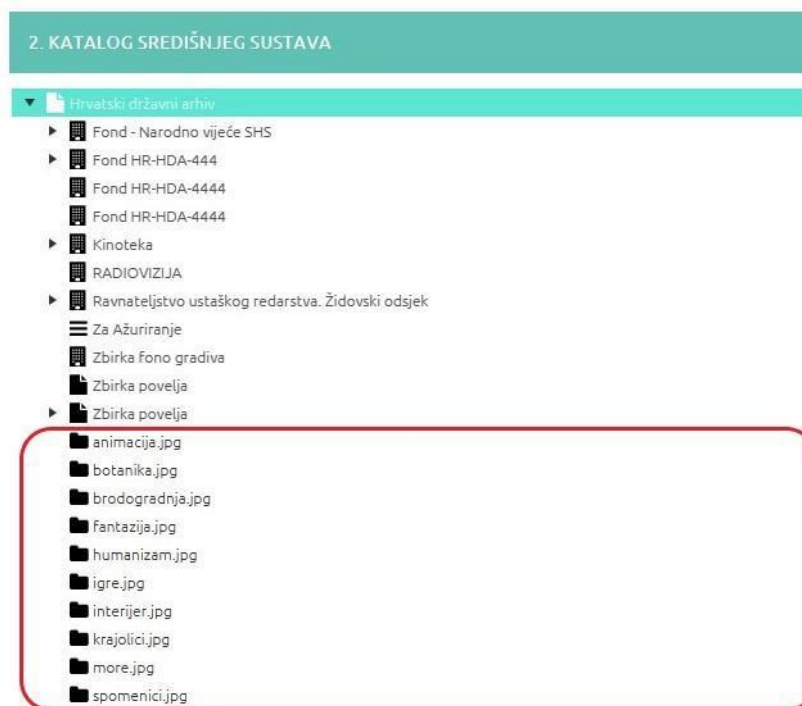 2. KATALOG SREDIŠNJEG SUSTAVA
Hrvatski državni arhiv
Fond - Narodno vijeće SHS
Fond HR-HDA-444
Fond HR-HDA-4444
Fond HR-HDA-4444
Kinoteka
RADIOVIZIJA
Ravnateljstvo ustaškog redarstva. Židovski odsjek
Za Ažuriranje
Zbirka fono gradiva
Zbirka povelja
Zbirka povelja
animacija.jpg
botanika.jpg
brodogradnja.jpg
fantazija.jpg
humanizam.jpg
igre.jpg
interijer.jpg
krajolici.jpg
more.jpg
spomenici.jpg